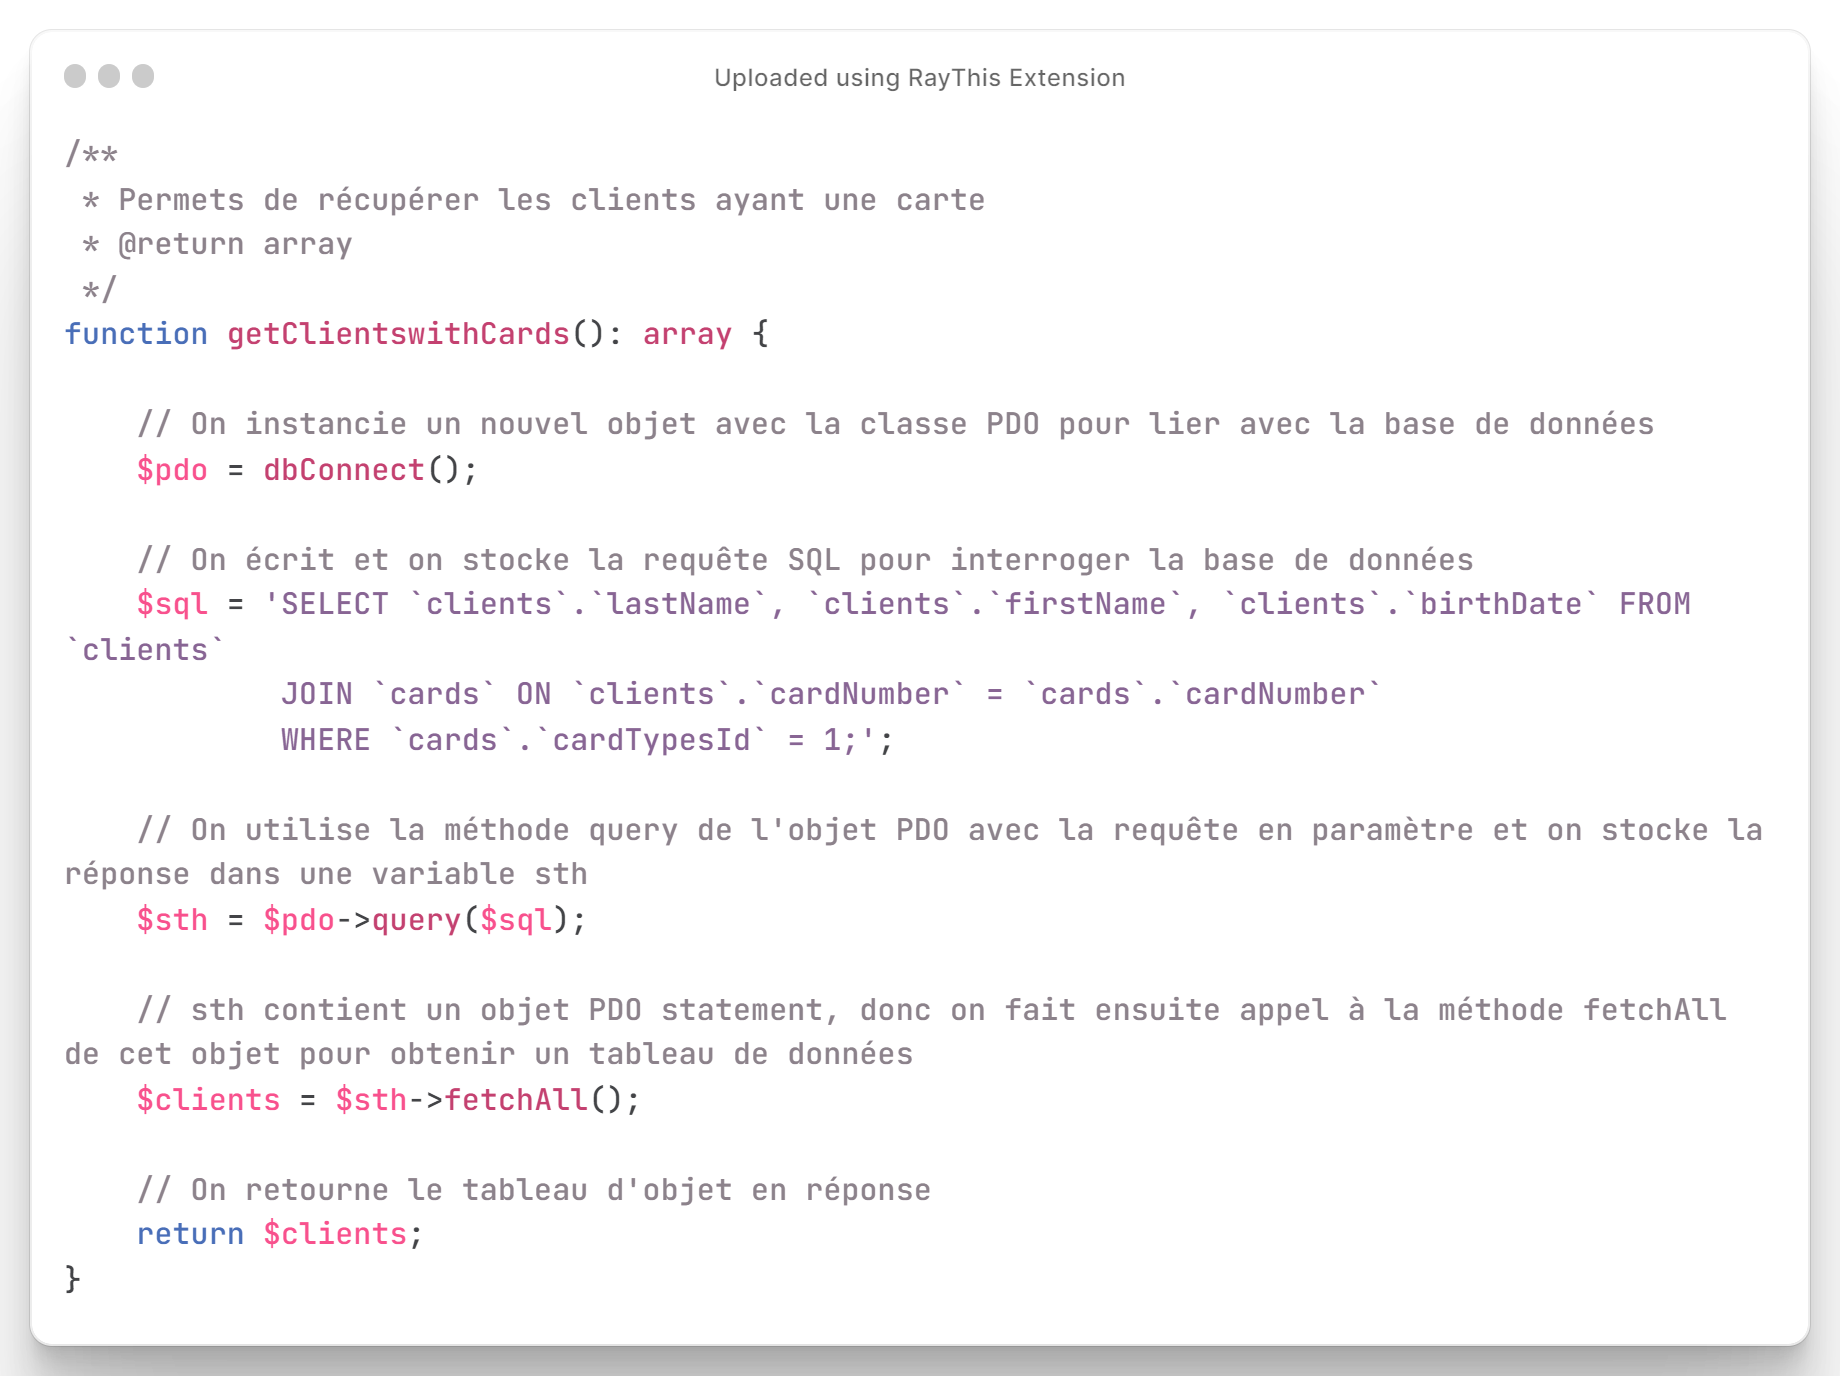 Uploaded using RayThis Extension
/**
 * Permets de récupérer les clients ayant une carte
 * @return array
 */
function getClientswithCards(): array {

    // On instancie un nouvel objet avec la classe PDO pour lier avec la base de données
    $pdo = dbConnect();

    // On écrit et on stocke la requête SQL pour interroger la base de données
    $sql = 'SELECT `clients`.`lastName`, `clients`.`firstName`, `clients`.`birthDate` FROM
`clients`
            JOIN `cards` ON `clients`.`cardNumber` = `cards`.`cardNumber`
            WHERE `cards`.`cardTypesId` = 1;';

    // On utilise la méthode query de l'objet PDO avec la requête en paramètre et on stocke la
réponse dans une variable sth
    $sth = $pdo->query($sql);

    // sth contient un objet PDO statement, donc on fait ensuite appel à la méthode fetchAll
de cet objet pour obtenir un tableau de données
    $clients = $sth->fetchAll();

    // On retourne le tableau d'objet en réponse
    return $clients;
}